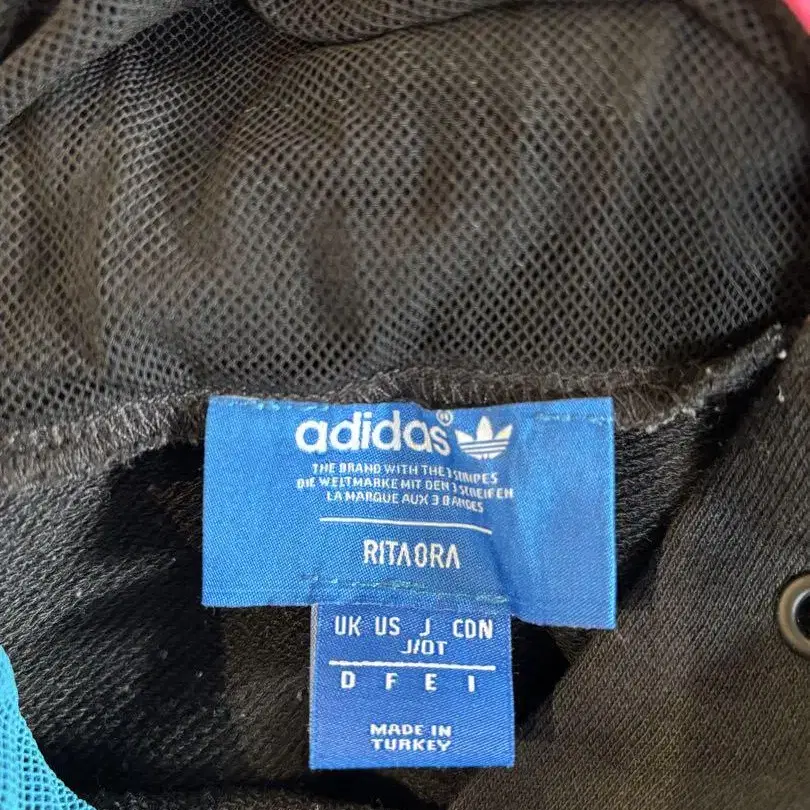 adidas®
THE BRAND WITH THE 3 STRIPES
DIE WELTMARKE MIT DEN 3 STREIFEN
LA MARQUE AUX 3 BANDES
RITA ORA
UK US J CDN
J/OT
D F E I
MADE IN
TURKEY